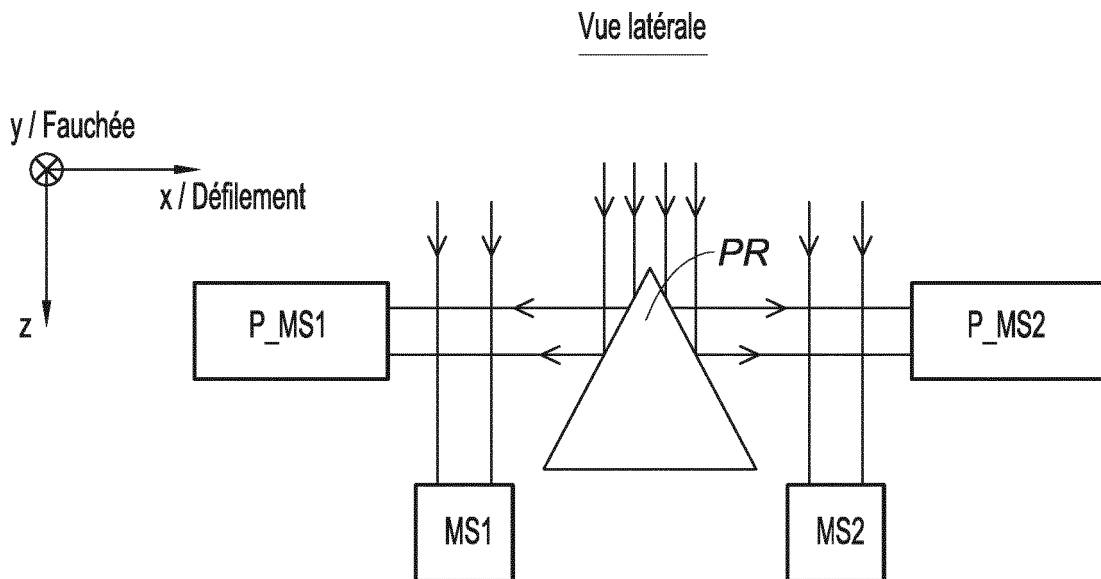 Vue latérale
y / Fauchée
x / Défilement
z
PR
P_MS1
P_MS2
MS1
MS2